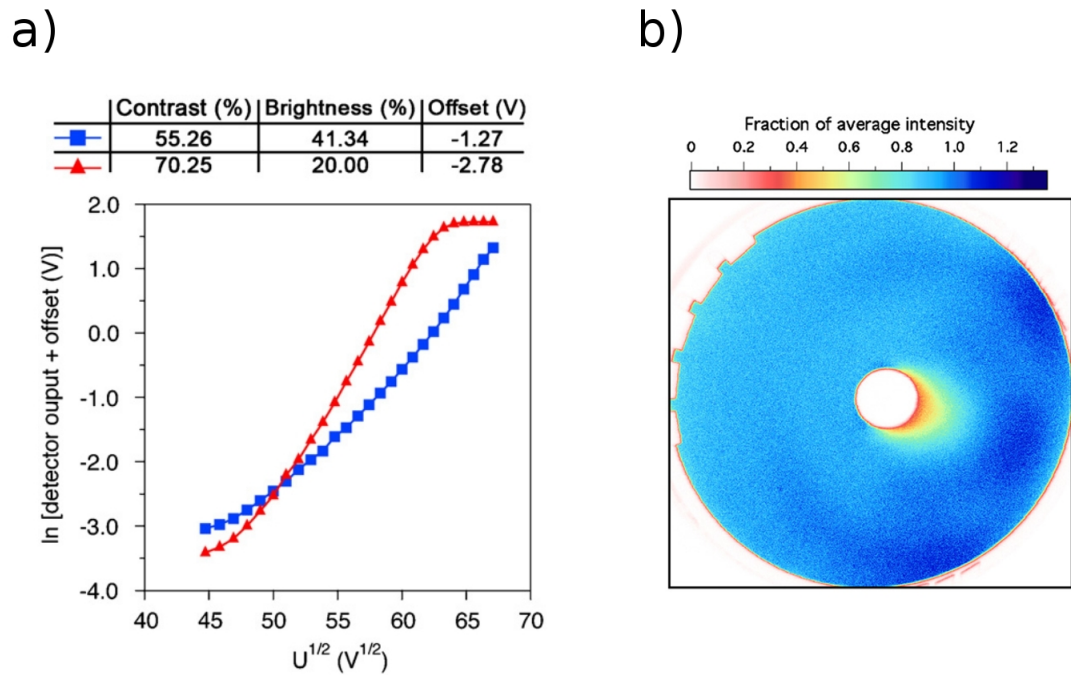 a)
b)
Contrast (%) Brightness (%) Offset (V)
55.26 41.34 -1.27
70.25 20.00 -2.78
Fraction of average intensity
0 0.2 0.4 0.6 0.8 1.0 1.2
2.0
1.0
0.0
-1.0
-2.0
-3.0
-4.0
ln [detector ouput + offset (V)]
40 45 50 55 60 65 70
U^1/2 (V^1/2)